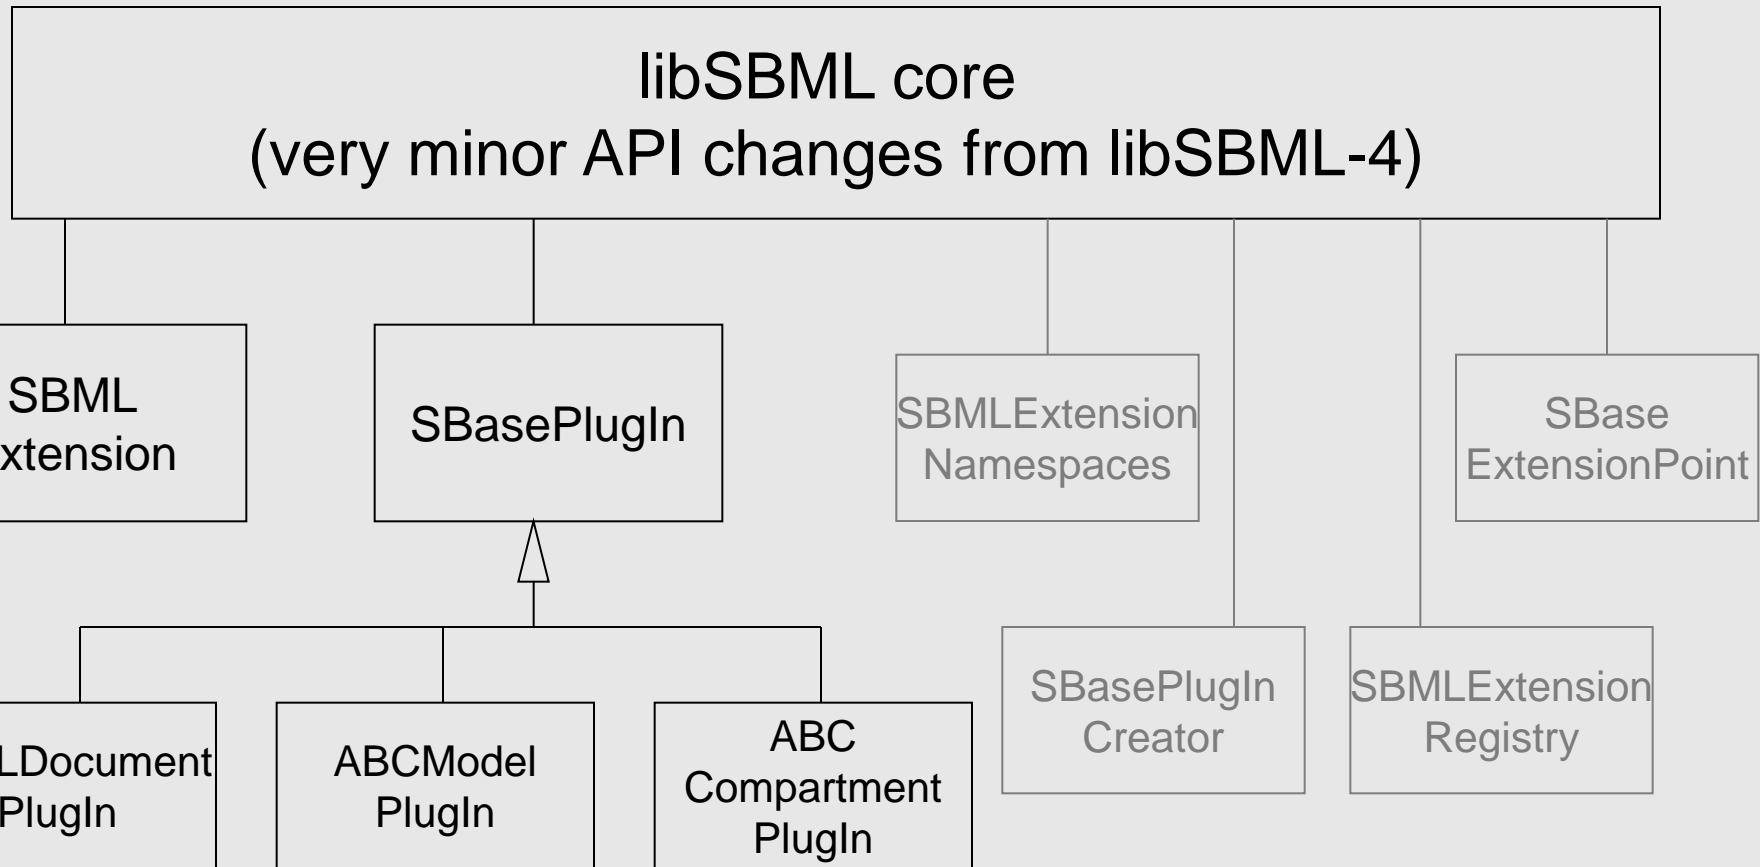 libSBML core
(very minor API changes from libSBML-4)
SBML
xtension
SBasePlugIn
SBMLExtension
Namespaces
SBase
ExtensionPoint
SBasePlugIn
Creator
SBMLExtension
Registry
LDocument
PlugIn
ABCModel
PlugIn
ABC
Compartment
PlugIn